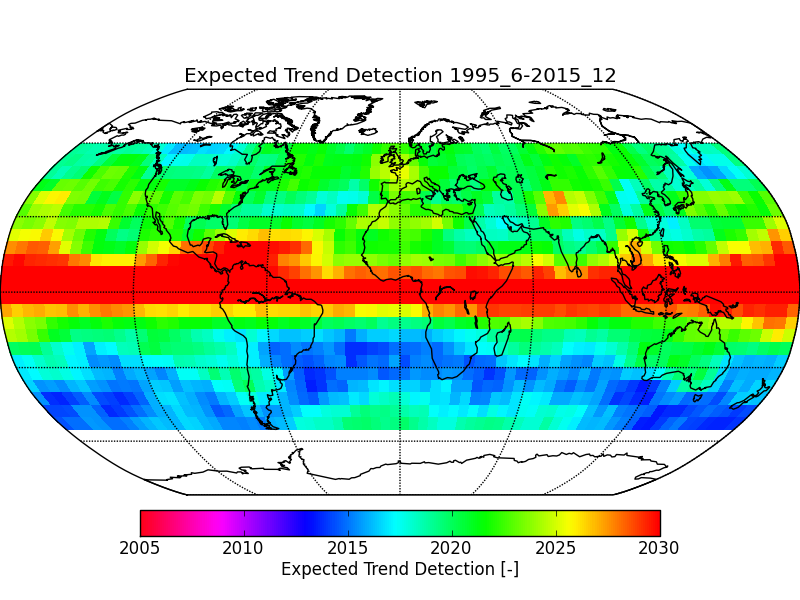 Expected Trend Detection 1995_6-2015_12
2005 2010 2015 2020 2025 2030
Expected Trend Detection [-]